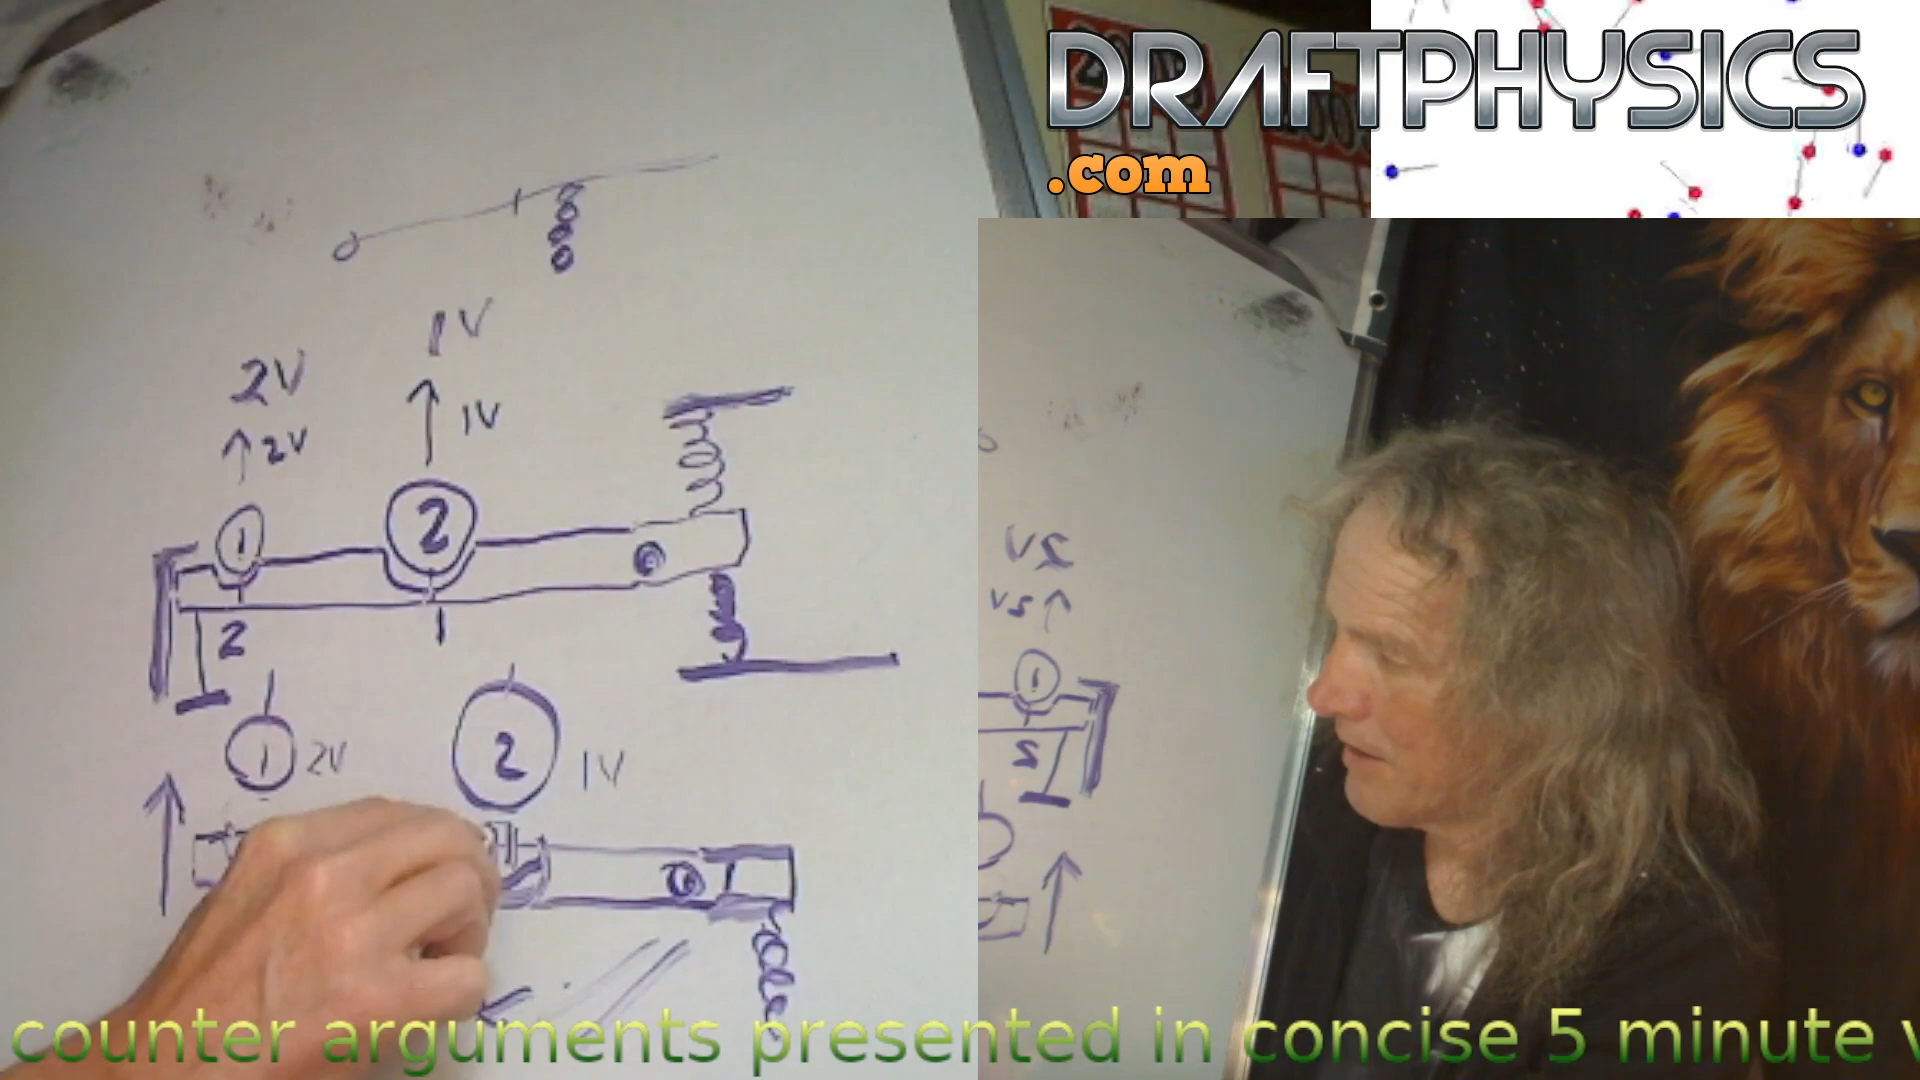 DRAFTPHYSICS
.com
1V
2V
1V
2V
1
2
2
1
1
2V
2
1V
2V
2V
1
2
counter arguments presented in concise 5 minute v